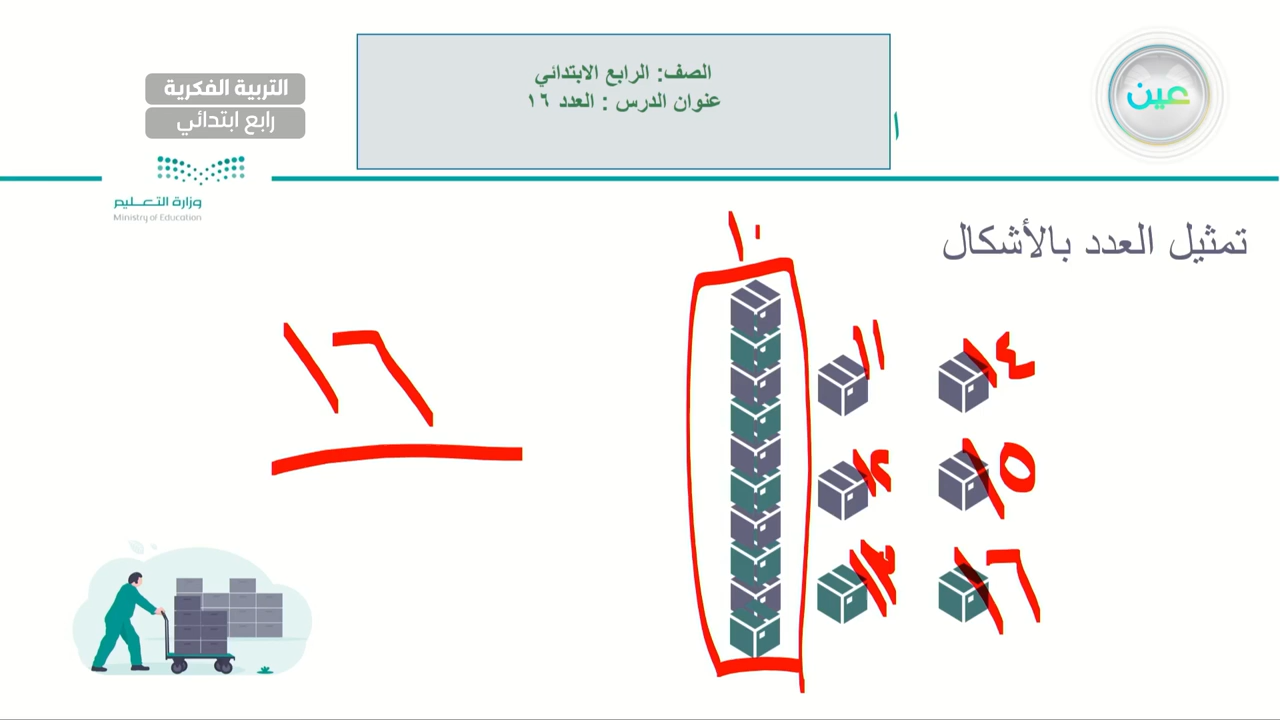 الصف: الرابع الابتدائي
عنوان الدرس : العدد ١٦
عين
التربية الفكرية
رابع ابتدائي
وزارة التعليم
Ministry of Education
تمثيل العدد بالأشكال
١٠
١١
١٤
١٦
١٢
١٥
١٣
١٦